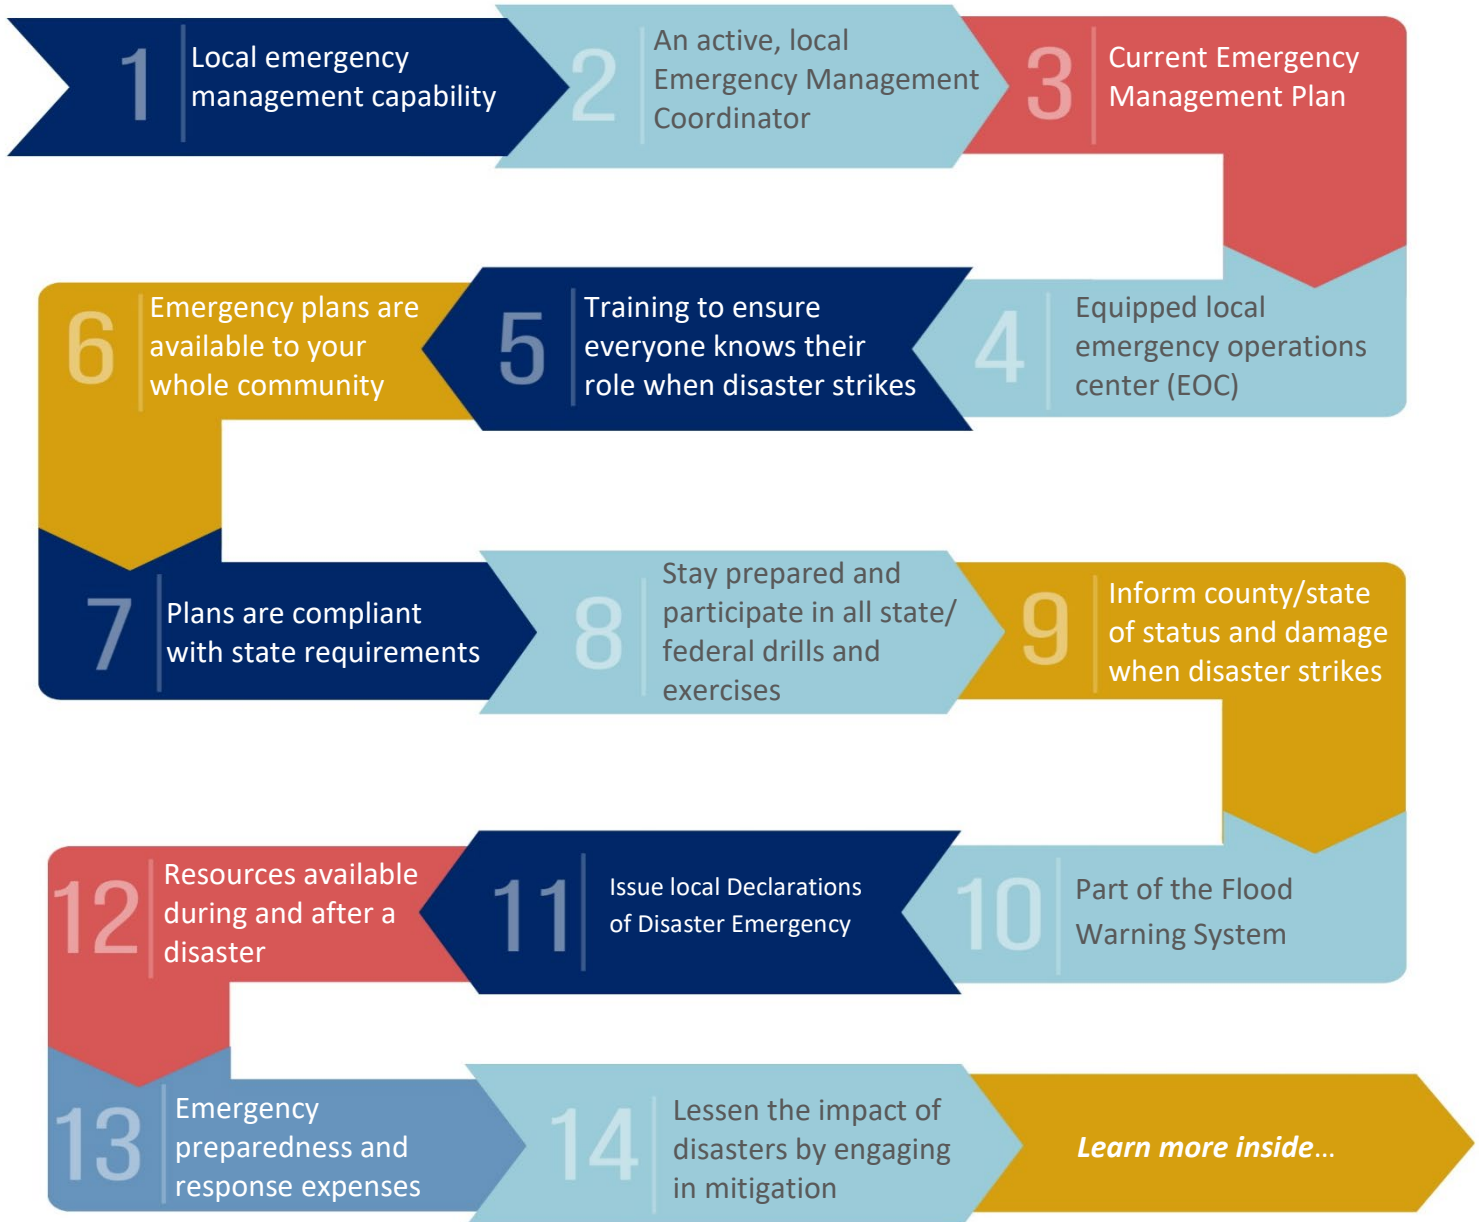 1
Local emergency
management capability
2
An active, local
Emergency Management
Coordinator
3
Current Emergency
Management Plan
4
Equipped local
emergency operations
center (EOC)
5
Training to ensure
everyone knows their
role when disaster strikes
6
Emergency plans are
available to your
whole community
7
Plans are compliant
with state requirements
8
Stay prepared and
participate in all state/
federal drills and
exercises
9
Inform county/state
of status and damage
when disaster strikes
10
Part of the Flood
Warning System
11
Issue local Declarations
of Disaster Emergency
12
Resources available
during and after a
disaster
13
Emergency
preparedness and
response expenses
14
Lessen the impact of
disasters by engaging
in mitigation
Learn more inside...